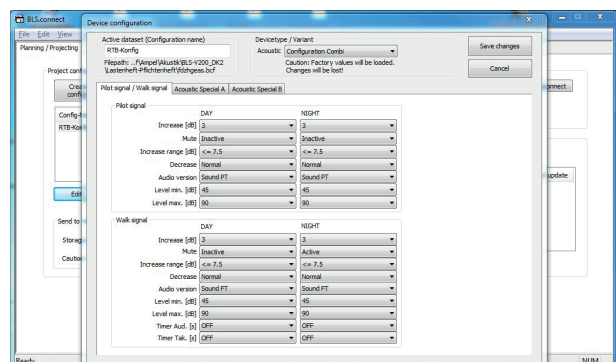 BLS.connect
Device configuration
File Edit View
Planning / Projecting
Active dataset (Configuration name)
RTB-Konfig
Filepath: ..f\Ampel\Akustik\BLS-V200_DK2
\Lastenheft-Pflichtenheft\fdzhgeas.bcf
Devicetype / Variant
Acoustic Configuration Combi
Caution: Factory values will be loaded.
Changes will be lost!
Save changes
Cancel
Project conf
Crea
confi
onnect
Config-
RTB-Kon
Edit
update
Send to
Storag
Cautio
Pilot signal / Walk signal Acoustic Special A Acoustic Special B
Pilot signal
DAY NIGHT
Increase [dB] 3 3
Mute Inactive Inactive
Increase range [dB] <= 7.5 <= 7.5
Decrease Normal Normal
Audio version Sound PT Sound PT
Level min. [dB] 45 45
Level max. [dB] 90 90
Walk signal
DAY NIGHT
Increase [dB] 3 3
Mute Inactive Active
Increase range [dB] <= 7.5 <= 7.5
Decrease Normal Normal
Audio version Sound FT Sound FT
Level min. [dB] 45 45
Level max. [dB] 90 90
Timer Aud. [s] OFF OFF
Timer Tak. [s] OFF OFF
Ready
NUM